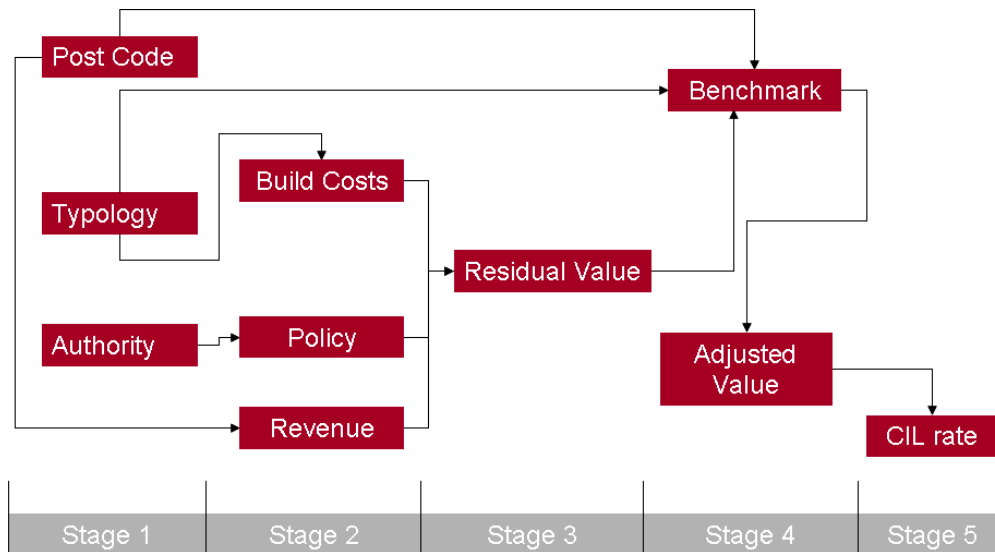 Post Code
Benchmark
Build Costs
Typology
Residual Value
Authority
Policy
Adjusted
Value
Revenue
CIL rate
Stage 1
Stage 2
Stage 3
Stage 4
Stage 5